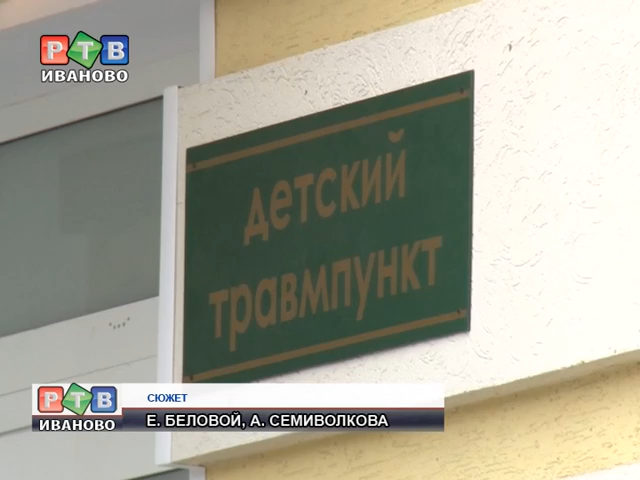 РТВ
ИВАНОВО
детский
травмпункт
РТВ
ИВАНОВО
СЮЖЕТ
Е. БЕЛОВОЙ, А. СЕМИВОЛКОВА